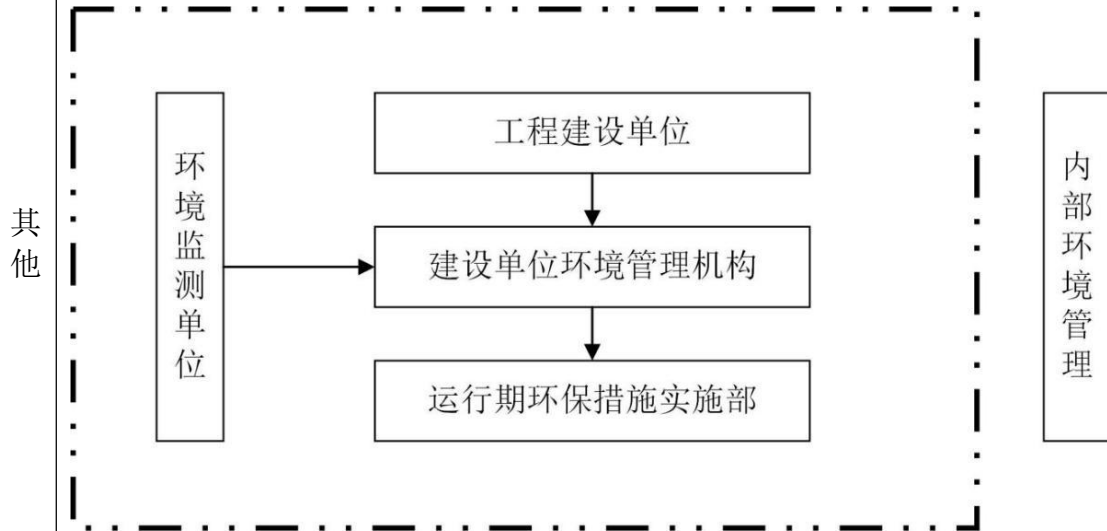 其他
环境监测单位
工程建设单位
建设单位环境管理机构
运行期环保措施实施部
内部环境管理